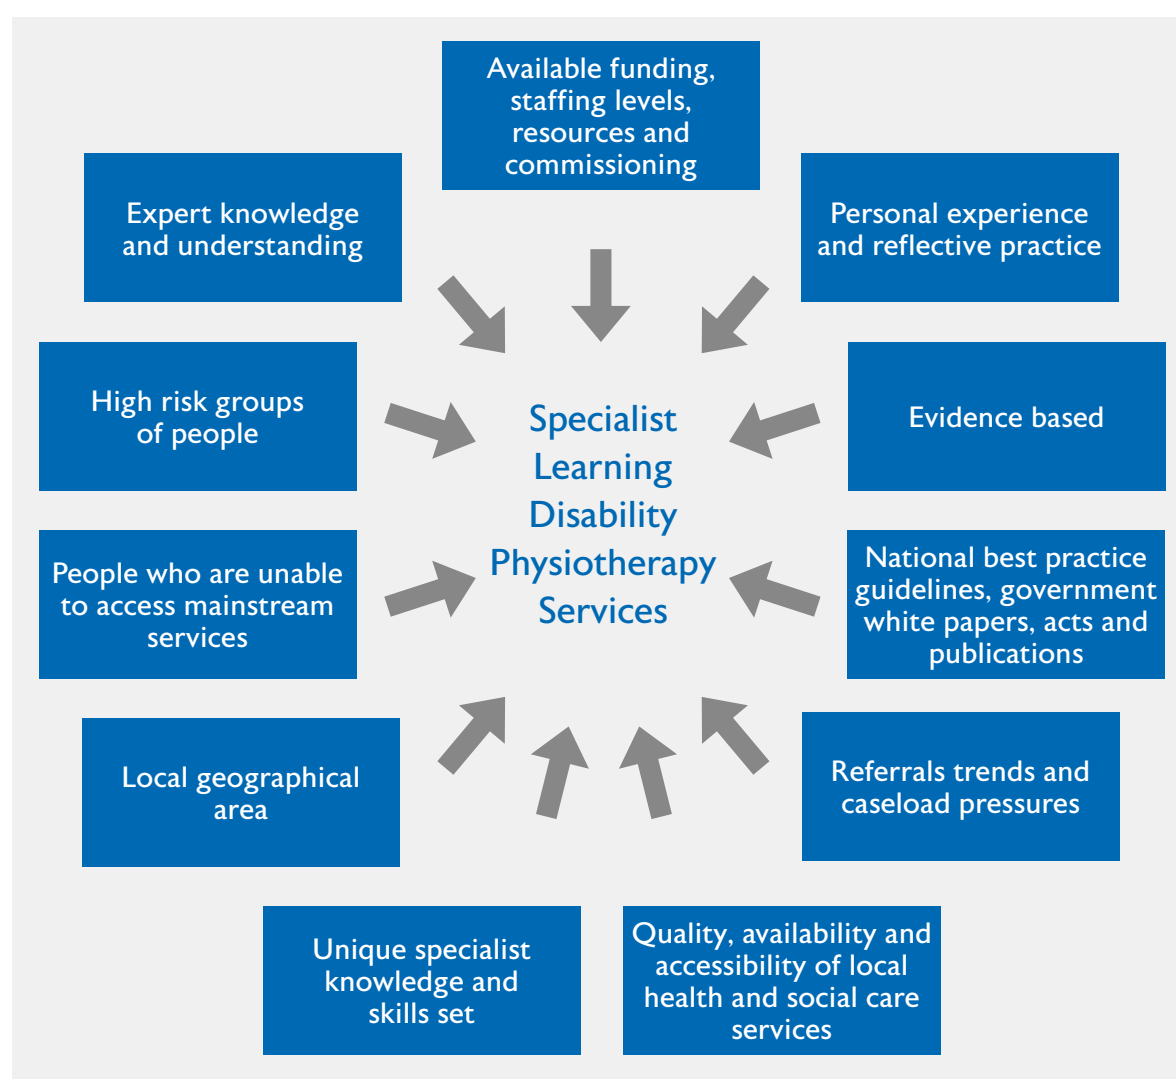 Available funding,
staffing levels,
resources and
commissioning
Expert knowledge
and understanding
Personal experience
and reflective practice
High risk groups
of people
Evidence based
Specialist
Learning
Disability
Physiotherapy
Services
People who are unable
to access mainstream
services
National best practice
guidelines, government
white papers, acts and
publications
Local geographical
area
Referrals trends and
caseload pressures
Unique specialist
knowledge and
skills set
Quality, availability and
accessibility of local
health and social care
services